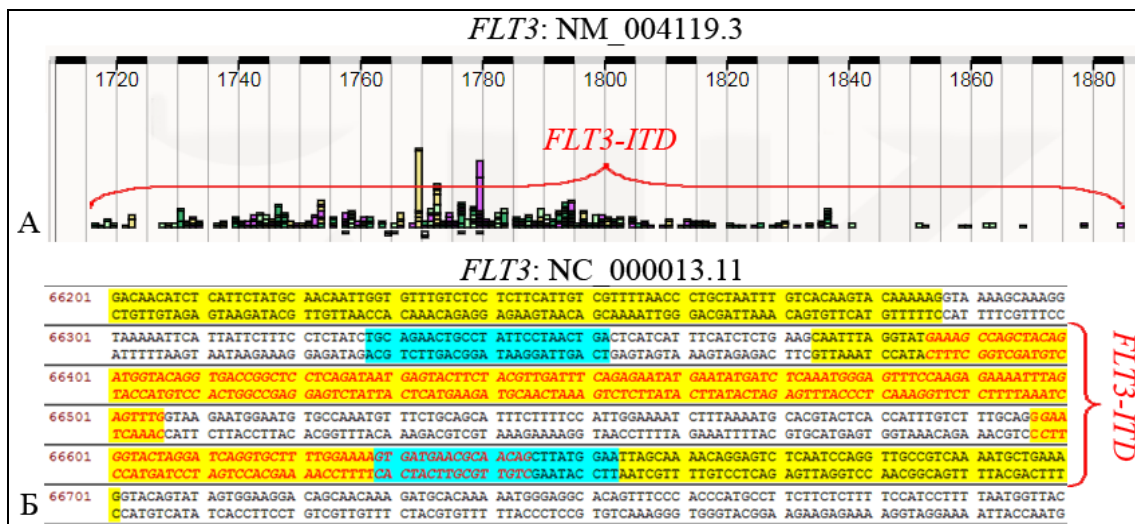 FLT3: NM_004119.3
1720 1740 1760 1780 1800 1820 1840 1860 1880
FLT3-ITD
А
FLT3: NC_000013.11
66201 GACAACATCT CATTCTATGC AACAATTGGT GTTTGTCTCC TCTTCATTGT CGTTTTAACC CTGCTAATTT GTCACAAGTA CAAAAAGGTA AAAGCAAAGG
CTGTTGTAGA GTAAGATACG TTGTTAACCA CAAACAGAGG AGAAGTAACA GCAAAATTGG GACGATTAAA CAGTGTTCAT GTTTTTCCAT TTTCGTTTCC
66301 TAAAAATTCA TTATTCTTTC CTCTATCTGC AGAACTGCCT ATTCCTAACT GACTCATCAT TTCATCTCTG AAGCAATTTA GGTATGAAAG CCAGCTACAG
ATTTTTAAGT AATAAGAAAG GAGATAGACG TCTTGACGGA TAAGGATTGA CTGAGTAGTA AAGTAGAGAC TTCGTTAAAT CCATACTTTC GGTCGATGTC
66401 ATGGTACAGG TGACCGGCTC CTCAGATAAT GAGTACTTCT ACGTTGATTT CAGAGAATAT GAATATGATC TCAAATGGGA GTTTCCAAGA GAAAATTTAG
TACCATGTCC ACTGGCCGAG GAGTCTATTA CTCATGAAGA TGCAACTAAA GTCTCTTATA CTTATACTAG AGTTTACCCT CAAAGGTTCT CTTTTAAATC
66501 AGTTTGGTAA GAATGGAATG TGCCAAATGT TTCTGCAGCA TTTCTTTTCC ATTGGAAAAT CTTTAAAATG CACGTACTCA CCATTTGTCT TTGCAGGGAA
TCAAACCATT CTTACCTTAC ACGGTTTACA AAGACGTCGT AAAGAAAAGG TAACCTTTTA GAAATTTTAC GTGCATGAGT GGTAAACAGA AACGTCCCTT
66601 GGTACTAGGA TCAGGTGCTT TTGGAAAAGT GATGAACGCA ACAGCTTATG GAATTAGCAA AACAGGAGTC TCAATCCAGG TTGCCGTCAA AATGCTGAAA
CCATGATCCT AGTCCACGAA AACCTTTTCA CTACTTGCGT TGTCGAATAC CTTAATCGTT TTGTCCTCAG AGTTAGGTCC AACGGCAGTT TTACGACTTT
66701 GGTACAGTAT AGTGGAAGGA CAGCAACAAA GATGCACAAA AATGGGAGGC ACAGTTTCCC ACCCATGCCT TCTTCTCTTT TCCATCCTTT TAATGGTTAC
CCATGTCATA TCACCTTCCT GTCGTTGTTT CTACGTGTTT TTACCCTCCG TGTCAAAGGG TGGGTACGGA AGAAGAGAAA AGGTAGGAAA ATTACCAATG
FLT3-ITD
Б